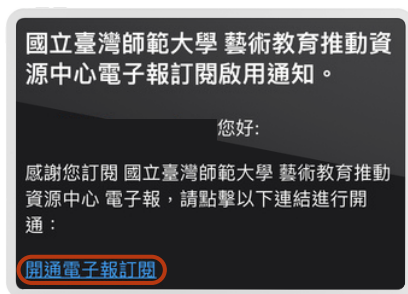 國立臺灣師範大學 藝術教育推動資
源中心電子報訂閱啟用通知。
您好:
感謝您訂閱 國立臺灣師範大學 藝術教育推動
資源中心 電子報，請點擊以下連結進行開
通：
開通電子報訂閱